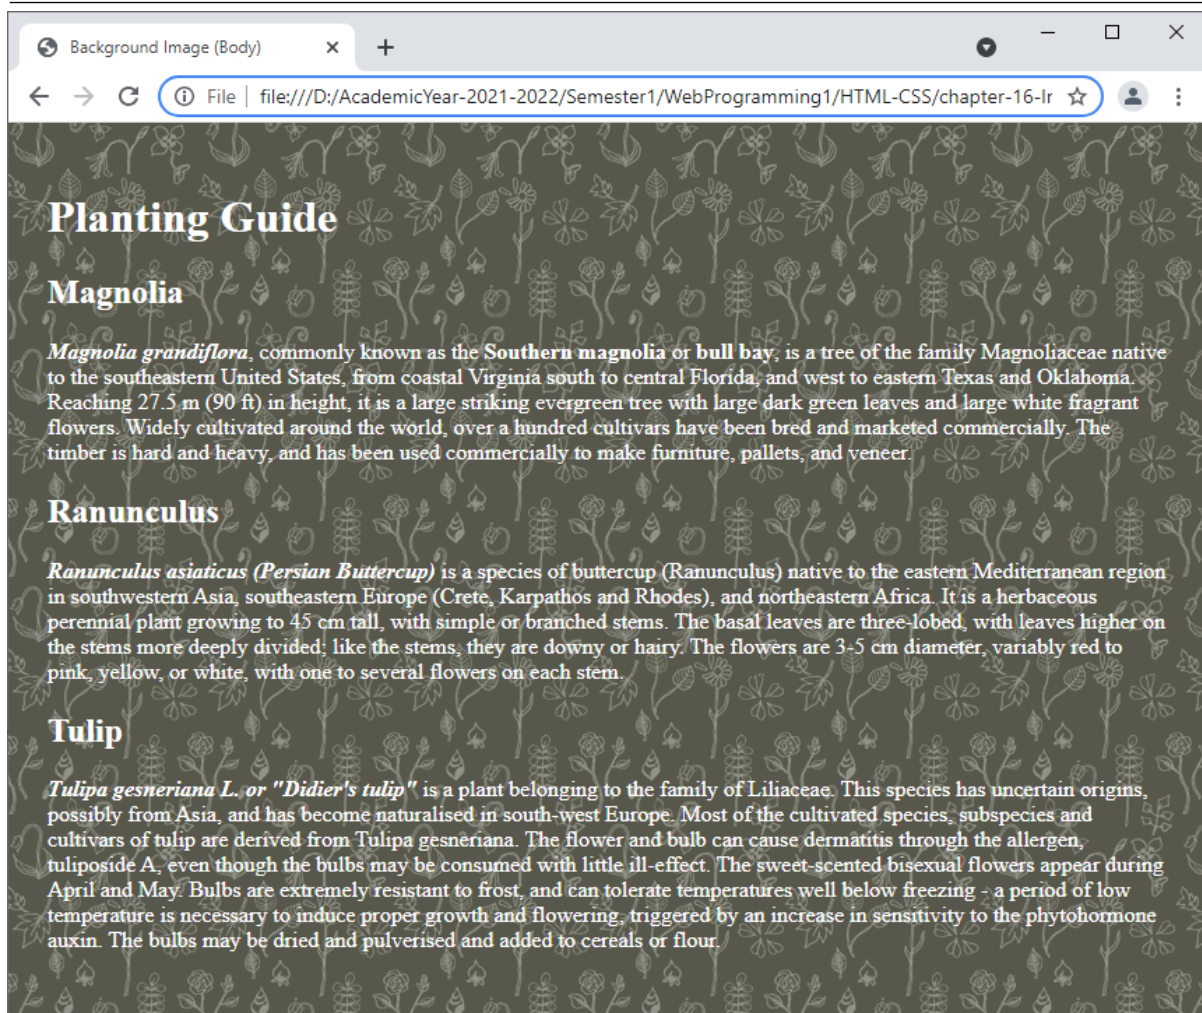 Background Image (Body)
File | file:///D:/AcademicYear-2021-2022/Semester1/WebProgramming1/HTML-CSS/chapter-16-Ir
Planting Guide
Magnolia
Magnolia grandiflora, commonly known as the Southern magnolia or bull bay, is a tree of the family Magnoliaceae native
to the southeastern United States, from coastal Virginia south to central Florida, and west to eastern Texas and Oklahoma.
Reaching 27.5 m (90 ft) in height, it is a large striking evergreen tree with large dark green leaves and large white fragrant
flowers. Widely cultivated around the world, over a hundred cultivars have been bred and marketed commercially. The
timber is hard and heavy, and has been used commercially to make furniture, pallets, and veneer.
Ranunculus
Ranunculus asiaticus (Persian Buttercup) is a species of buttercup (Ranunculus) native to the eastern Mediterranean region
in southwestern Asia, southeastern Europe (Crete, Karpathos and Rhodes), and northeastern Africa. It is a herbaceous
perennial plant growing to 45 cm tall, with simple or branched stems. The basal leaves are three-lobed, with leaves higher on
the stems more deeply divided; like the stems, they are downy or hairy. The flowers are 3-5 cm diameter, variably red to
pink, yellow, or white, with one to several flowers on each stem.
Tulip
Tulipa gesneriana L. or "Didier's tulip" is a plant belonging to the family of Liliaceae. This species has uncertain origins,
possibly from Asia, and has become naturalised in south-west Europe. Most of the cultivated species, subspecies and
cultivars of tulip are derived from Tulipa gesneriana. The flower and bulb can cause dermatitis through the allergen,
tuliposide A, even though the bulbs may be consumed with little ill-effect. The sweet-scented bisexual flowers appear during
April and May. Bulbs are extremely resistant to frost, and can tolerate temperatures well below freezing - a period of low
temperature is necessary to induce proper growth and flowering, triggered by an increase in sensitivity to the phytohormone
auxin. The bulbs may be dried and pulverised and added to cereals or flour.